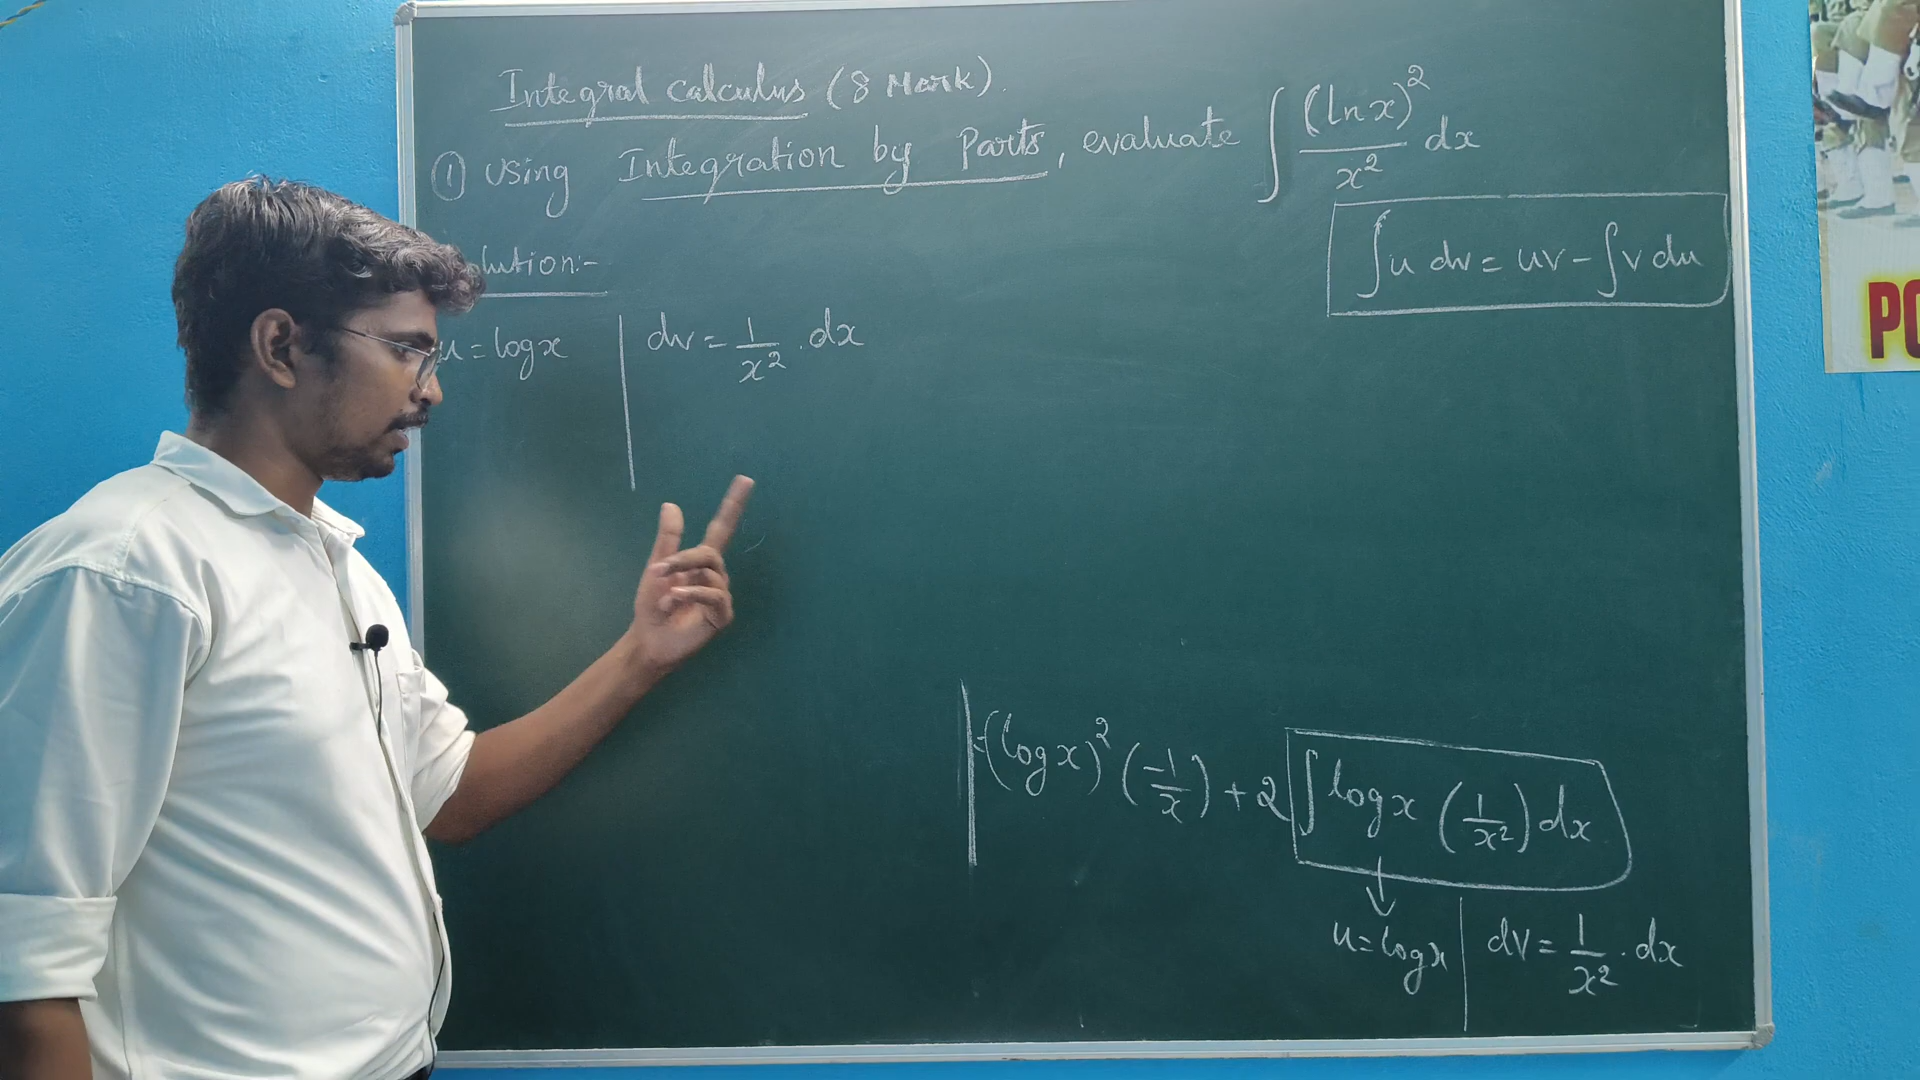 Integral calculus (8 Mark).
① Using Integration by Parts, evaluate ∫ (ln x)² / x² dx
∫u dv = uv - ∫v du
lution:-
u = log x | dv = 1/x² . dx
= (log x)² (-1/x) + 2 ∫ log x (1/x²) dx
u = log x | dv = 1/x² . dx